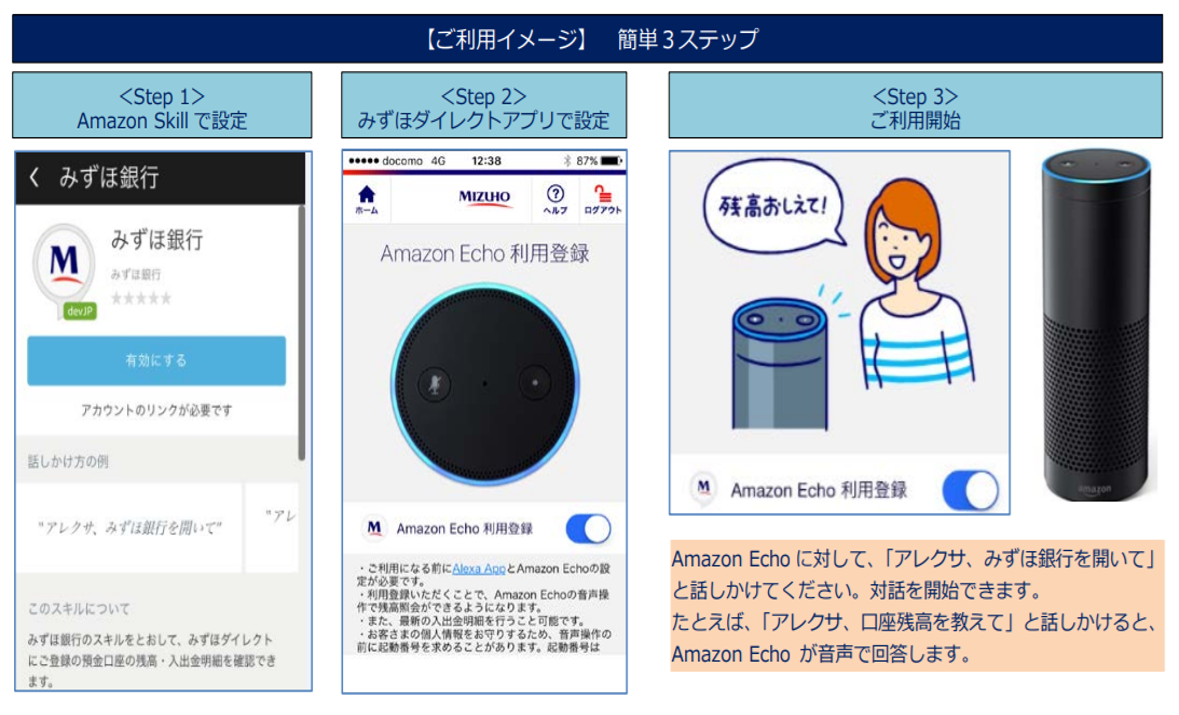 【ご利用イメージ】　簡単３ステップ
＜Step 1＞
Amazon Skill で設定
＜Step 2＞
みずほダイレクトアプリで設定
＜Step 3＞
ご利用開始
みずほ銀行
みずほ銀行
みずほ銀行
★★★★★
M
devJP
有効にする
アカウントのリンクが必要です
話しかけ方の例
"アレクサ、みずほ銀行を開いて"
"アレ
このスキルについて
みずほ銀行のスキルをとおして、みずほダイレクト
にご登録の預金口座の残高・入出金明細を確認でき
ます。
●●●●● docomo 4G 12:38 87%
ホーム
MIZUHO
ヘルプ
ログアウト
Amazon Echo 利用登録
M Amazon Echo 利用登録
・ご利用になる前にAlexa AppとAmazon Echoの設
定が必要です。
・利用登録いただくことで、Amazon Echoの音声操
作で残高照会ができるようになります。
・また、最新の入出金明細を行うこと可能です。
・お客さまの個人情報をお守りするため、音声操作の
前に起動番号を求めることがあります。起動番号は
残高おしえて!
M Amazon Echo 利用登録
amazon
Amazon Echo に対して、「アレクサ、みずほ銀行を開いて」
と話しかけてください。対話を開始できます。
たとえば、「アレクサ、口座残高を教えて」と話しかけると、
Amazon Echo が音声で回答します。